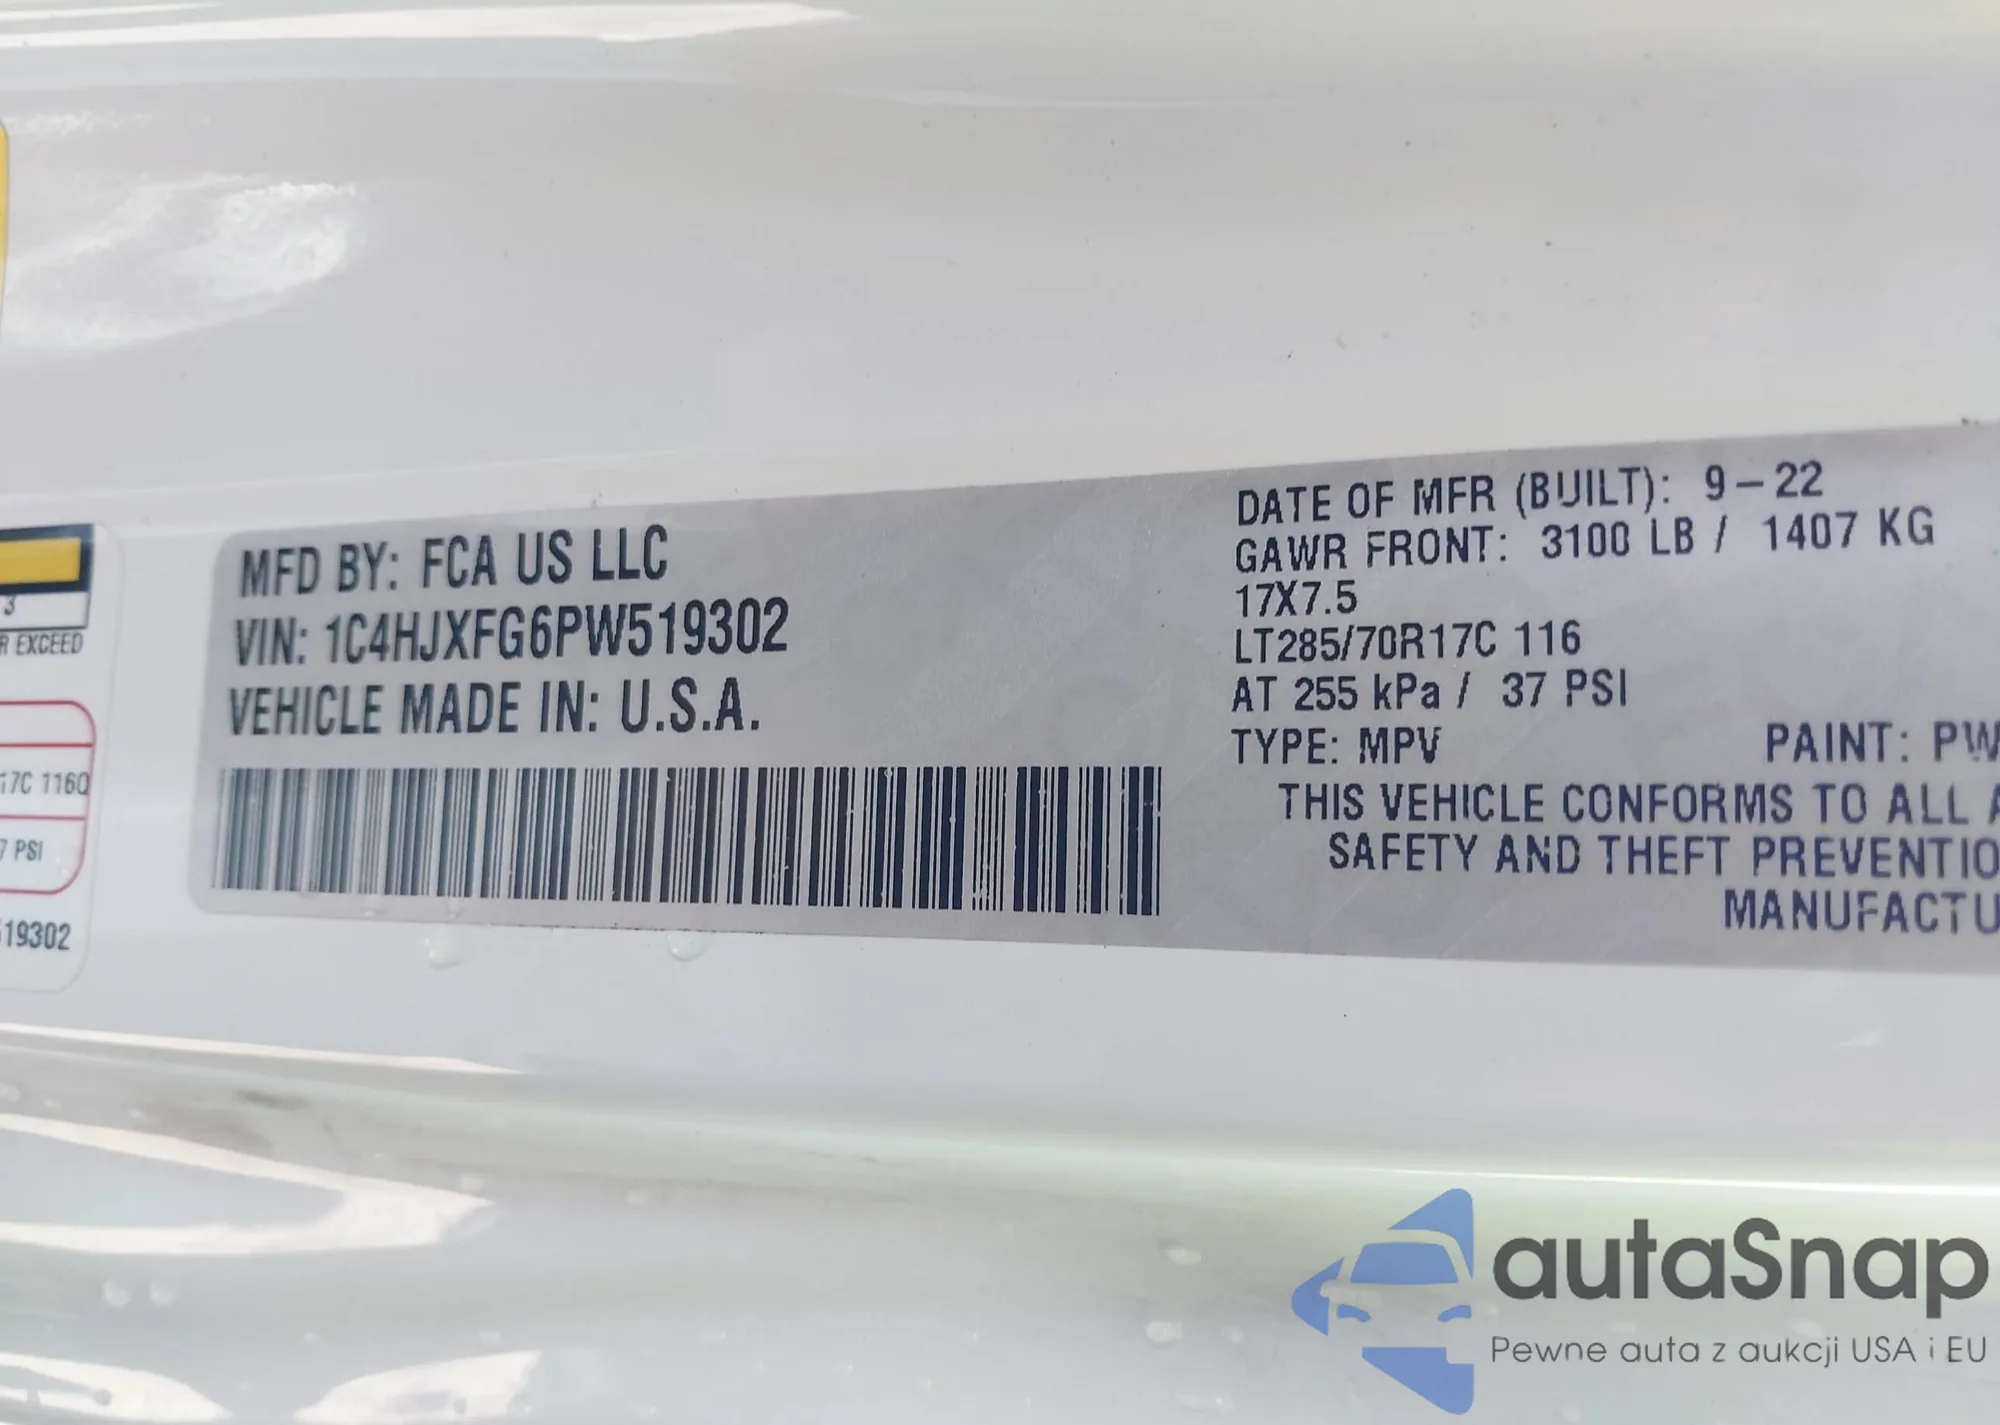 3
R EXCEED
17C 116Q
7 PSI
519302
MFD BY: FCA US LLC
VIN: 1C4HJXFG6PW519302
VEHICLE MADE IN: U.S.A.
DATE OF MFR (BUILT): 9-22
GAWR FRONT: 3100 LB / 1407 KG
17X7.5
LT285/70R17C 116
AT 255 kPa / 37 PSI
TYPE: MPV PAINT: PW
THIS VEHICLE CONFORMS TO ALL A
SAFETY AND THEFT PREVENTIO
MANUFACTU
autaSnap
Pewne auta z aukcji USA i EU